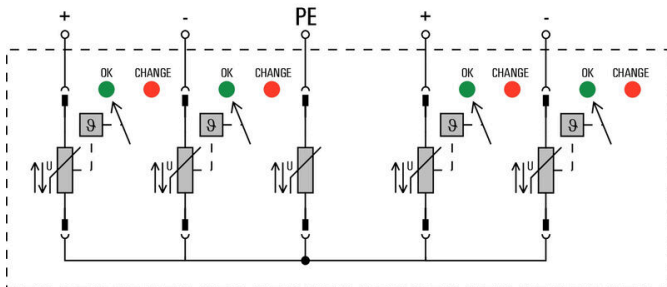 + - PE + -
OK CHANGE OK CHANGE OK CHANGE OK CHANGE
ϑ ϑ ϑ ϑ
U U U U U